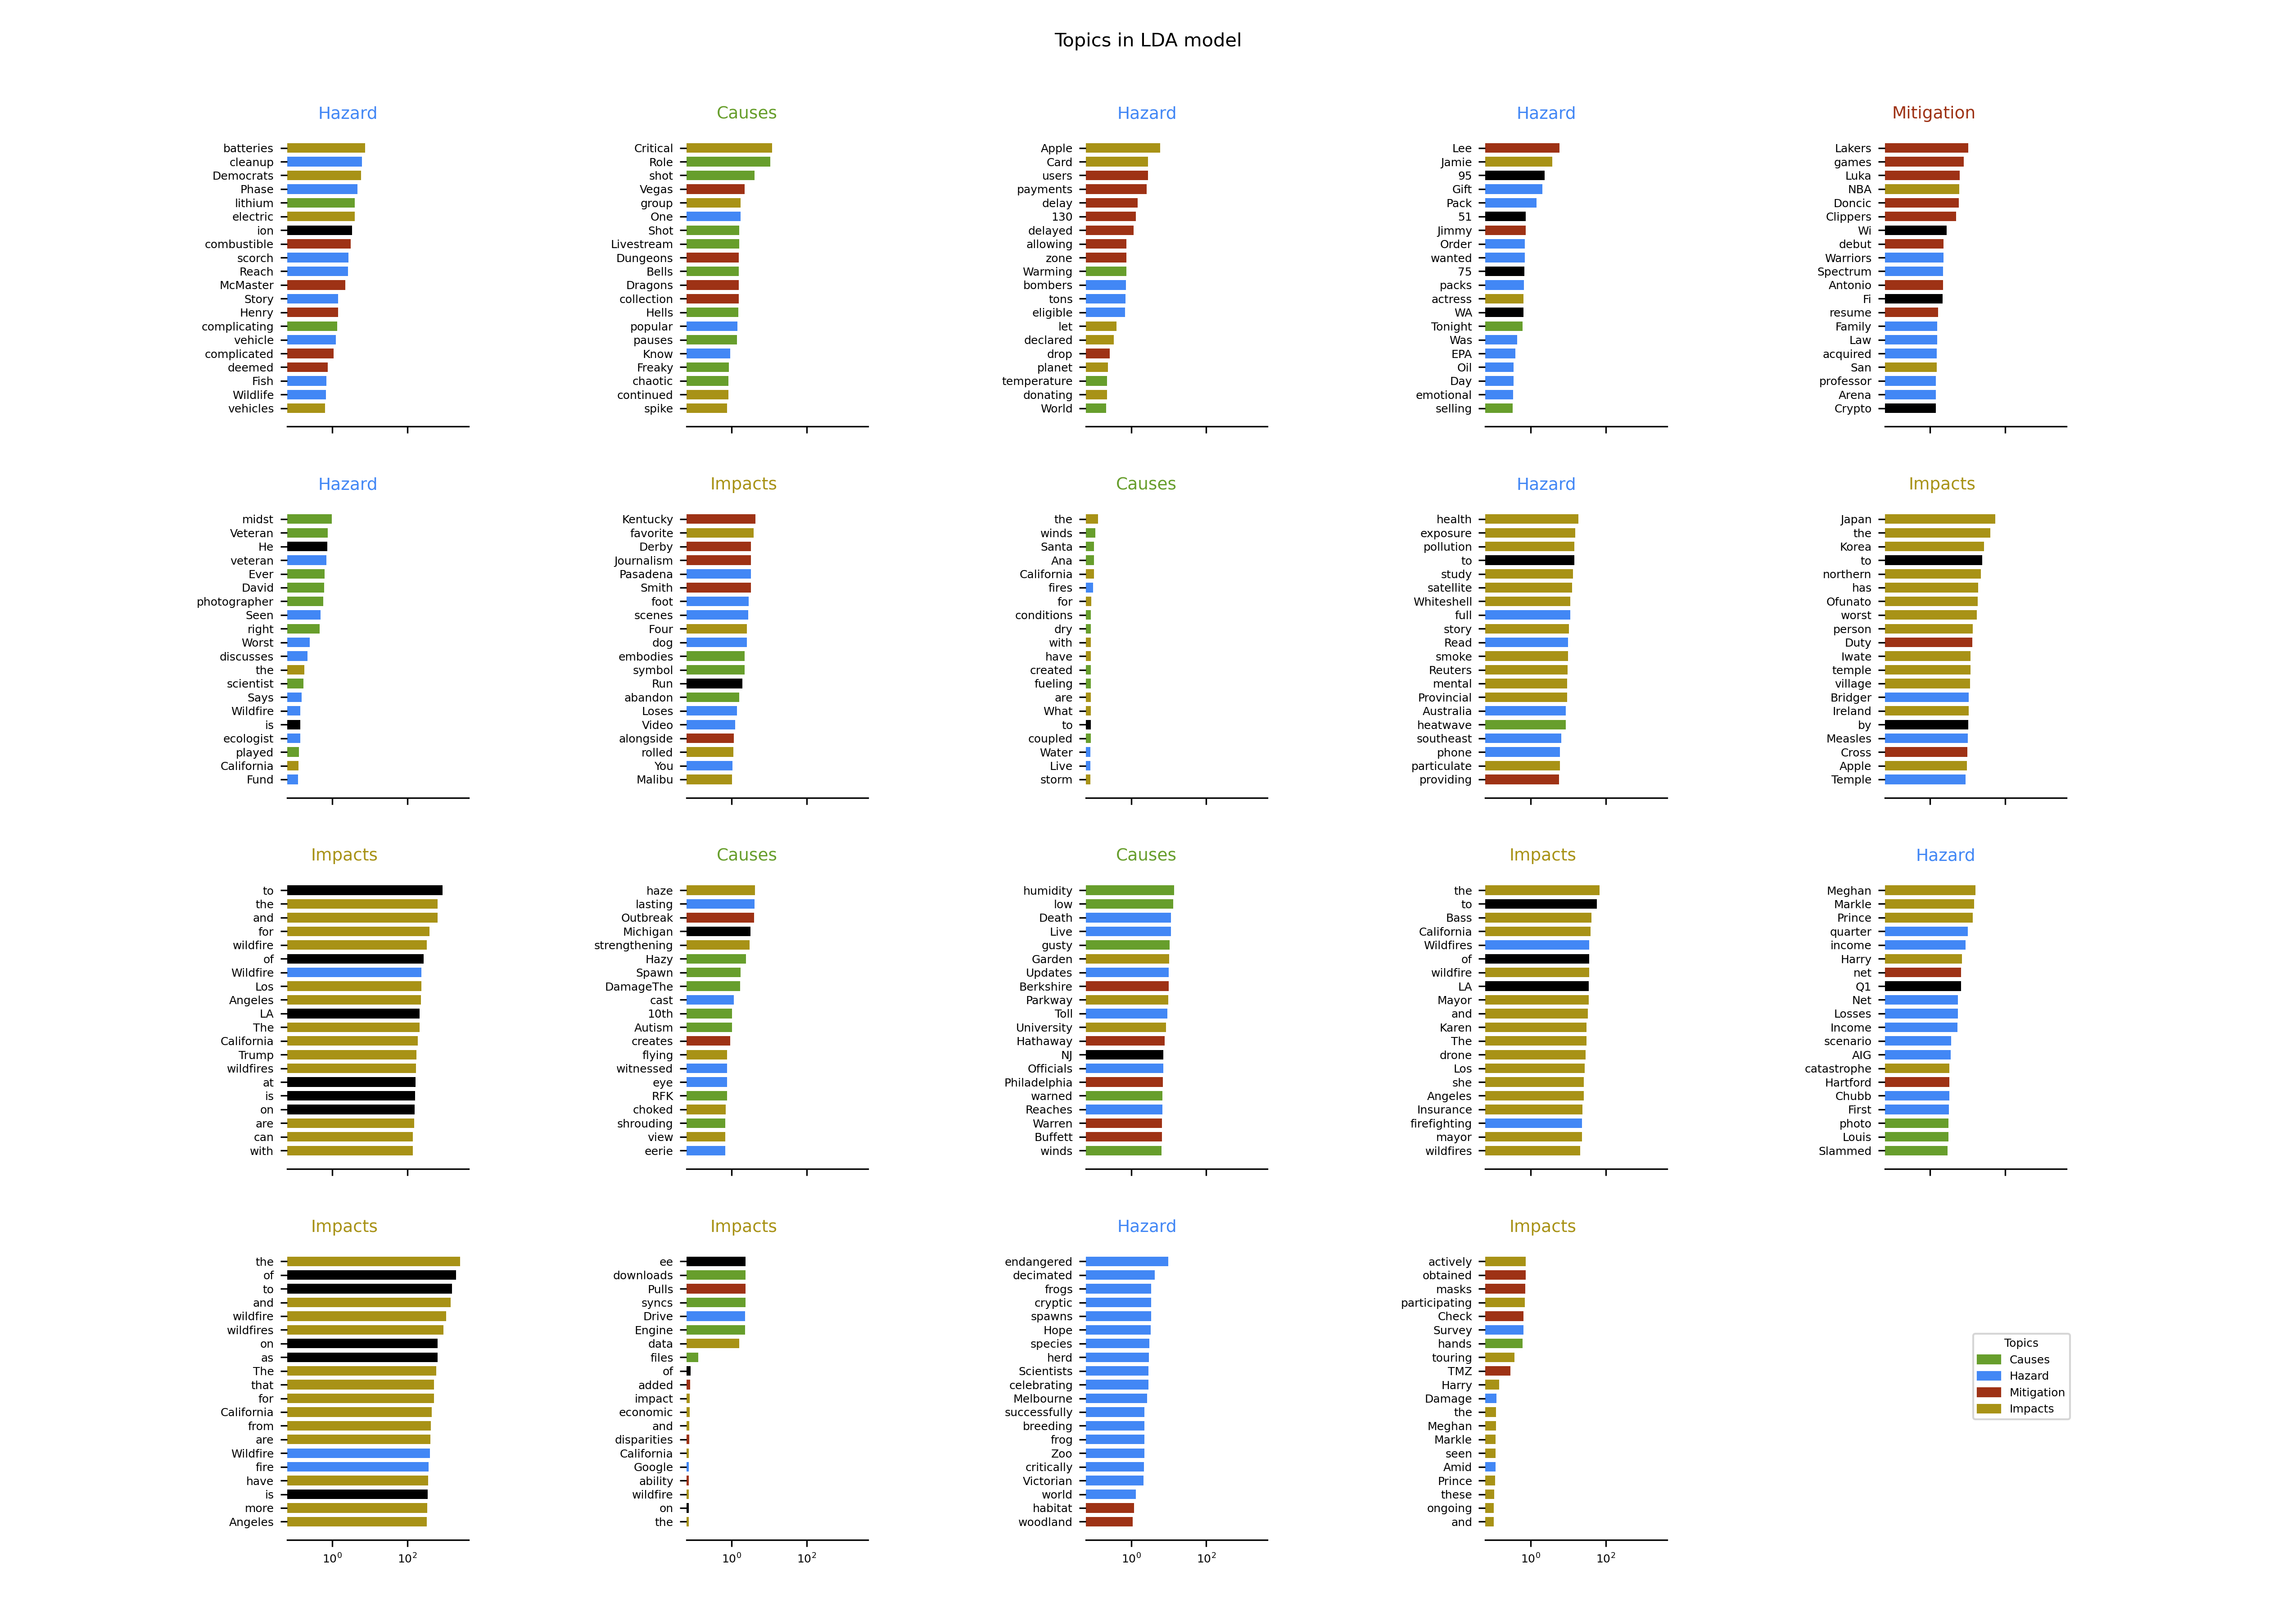 Topics in LDA model
Hazard
batteries
cleanup
Democrats
Phase
lithium
electric
ion
combustible
scorch
Reach
McMaster
Story
Henry
complicating
vehicle
complicated
deemed
Fish
Wildlife
vehicles
Causes
Critical
Role
shot
Vegas
group
One
Shot
Livestream
Dungeons
Bells
Dragons
collection
Hells
popular
pauses
Know
Freaky
chaotic
continued
spike
Hazard
Apple
Card
users
payments
delay
130
delayed
allowing
zone
Warming
bombers
tons
eligible
let
declared
drop
planet
temperature
donating
World
Hazard
Lee
Jamie
95
Gift
Pack
51
Jimmy
Order
wanted
75
packs
actress
WA
Tonight
Was
EPA
Oil
Day
emotional
selling
Mitigation
Lakers
games
Luka
NBA
Doncic
Clippers
Wi
debut
Warriors
Spectrum
Antonio
Fi
resume
Family
Law
acquired
San
professor
Arena
Crypto
Hazard
midst
Veteran
He
veteran
Ever
David
photographer
Seen
right
Worst
discusses
the
scientist
Says
Wildfire
is
ecologist
played
California
Fund
Impacts
Kentucky
favorite
Derby
Journalism
Pasadena
Smith
foot
scenes
Four
dog
embodies
symbol
Run
abandon
Loses
Video
alongside
rolled
You
Malibu
Causes
the
winds
Santa
Ana
California
fires
for
conditions
dry
with
have
created
fueling
are
What
to
coupled
Water
Live
storm
Hazard
health
exposure
pollution
to
study
satellite
Whiteshell
full
story
Read
smoke
Reuters
mental
Provincial
Australia
heatwave
southeast
phone
particulate
providing
Impacts
Japan
the
Korea
to
northern
has
Ofunato
worst
person
Duty
Iwate
temple
village
Bridger
Ireland
by
Measles
Cross
Apple
Temple
Impacts
to
the
and
for
wildfire
of
Wildfire
Los
Angeles
LA
The
California
Trump
wildfires
at
is
on
are
can
with
Causes
haze
lasting
Outbreak
Michigan
strengthening
Hazy
Spawn
DamageThe
cast
10th
Autism
creates
flying
witnessed
eye
RFK
choked
shrouding
view
eerie
Causes
humidity
low
Death
Live
gusty
Garden
Updates
Berkshire
Parkway
Toll
University
Hathaway
NJ
Officials
Philadelphia
warned
Reaches
Warren
Buffett
winds
Impacts
the
to
Bass
California
Wildfires
of
wildfire
LA
Mayor
and
Karen
The
drone
Los
she
Angeles
Insurance
firefighting
mayor
wildfires
Hazard
Meghan
Markle
Prince
quarter
income
Harry
net
Q1
Net
Losses
Income
scenario
AIG
catastrophe
Hartford
Chubb
First
photo
Louis
Slammed
Impacts
the
of
to
and
wildfire
wildfires
on
as
The
that
for
California
from
are
Wildfire
fire
have
is
more
Angeles
10⁰ 10²
Impacts
ee
downloads
Pulls
syncs
Drive
Engine
data
files
of
added
impact
economic
and
disparities
California
Google
ability
wildfire
on
the
10⁰ 10²
Hazard
endangered
decimated
frogs
cryptic
spawns
Hope
species
herd
Scientists
celebrating
Melbourne
successfully
breeding
frog
Zoo
critically
Victorian
world
habitat
woodland
10⁰ 10²
Impacts
actively
obtained
masks
participating
Check
Survey
hands
touring
TMZ
Harry
Damage
the
Meghan
Markle
seen
Amid
Prince
these
ongoing
and
10⁰ 10²
Topics
Causes
Hazard
Mitigation
Impacts